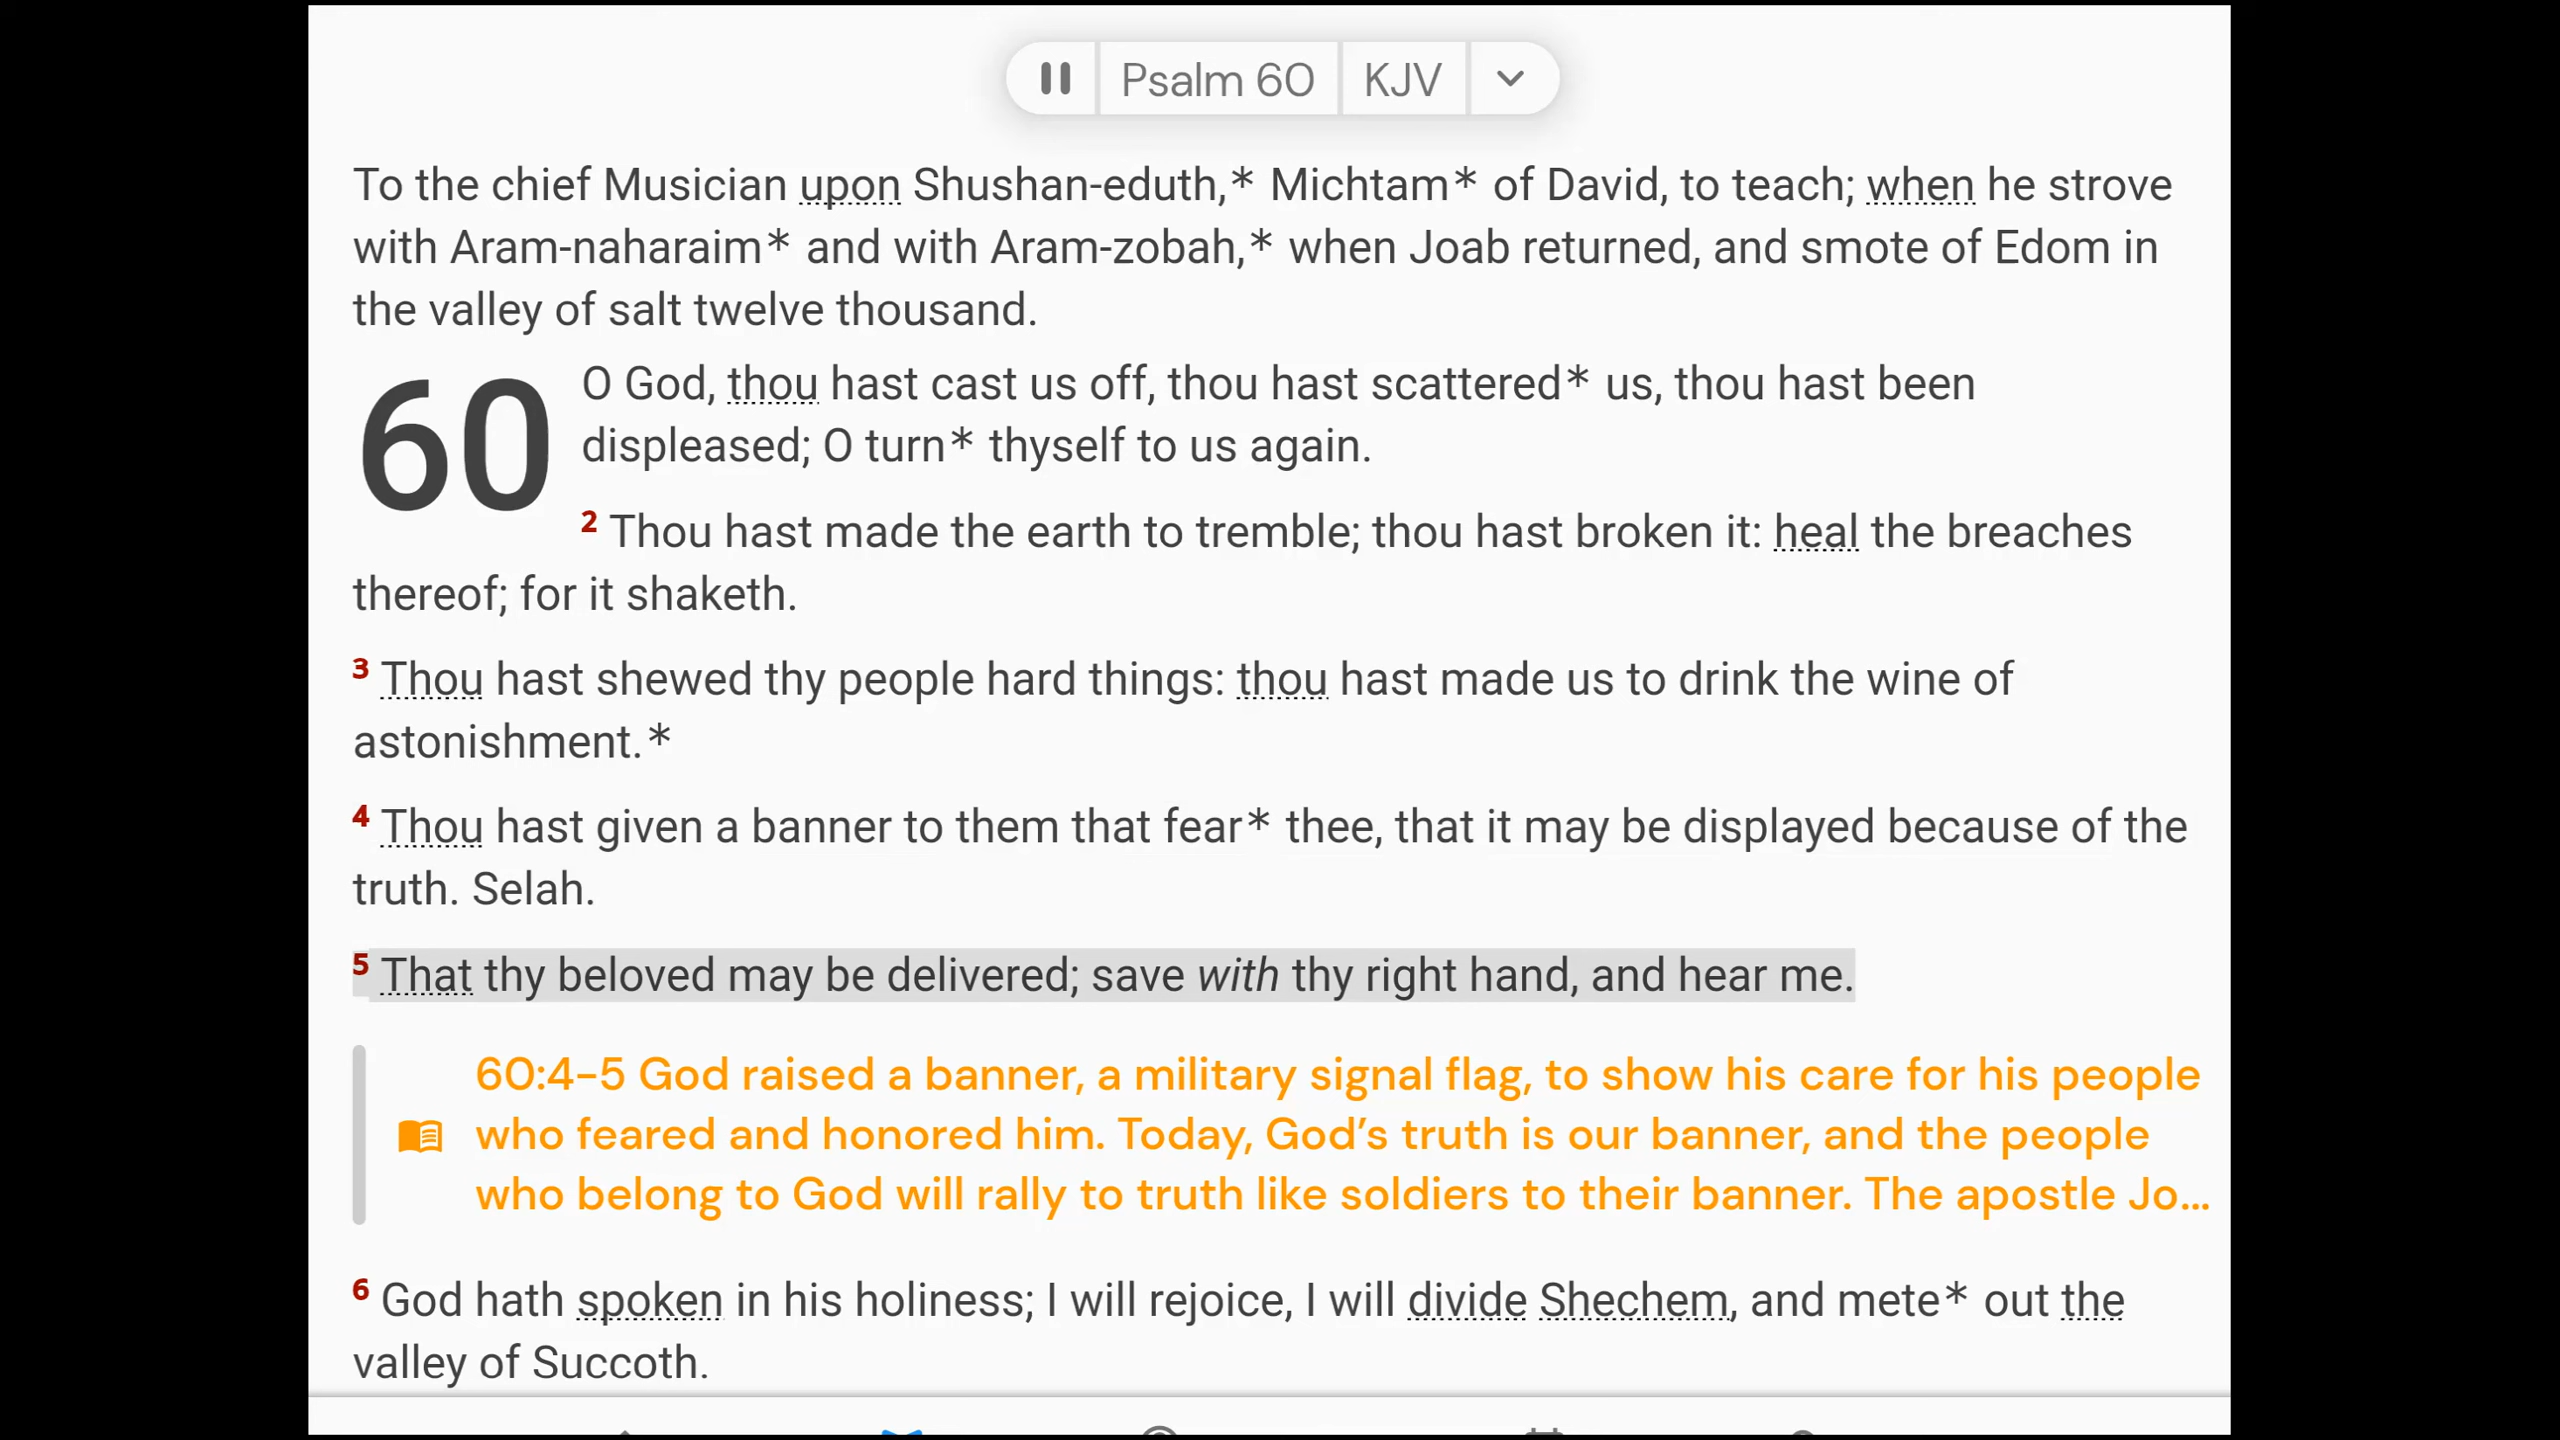 Psalm 60 KJV
To the chief Musician upon Shushan-eduth,* Michtam* of David, to teach; when he strove
with Aram-naharaim* and with Aram-zobah,* when Joab returned, and smote of Edom in
the valley of salt twelve thousand.
60 O God, thou hast cast us off, thou hast scattered* us, thou hast been
displeased; O turn* thyself to us again.
2 Thou hast made the earth to tremble; thou hast broken it: heal the breaches
thereof; for it shaketh.
3 Thou hast shewed thy people hard things: thou hast made us to drink the wine of
astonishment.*
4 Thou hast given a banner to them that fear* thee, that it may be displayed because of the
truth. Selah.
5 That thy beloved may be delivered; save with thy right hand, and hear me.
60:4–5 God raised a banner, a military signal flag, to show his care for his people
who feared and honored him. Today, God’s truth is our banner, and the people
who belong to God will rally to truth like soldiers to their banner. The apostle Jo...
6 God hath spoken in his holiness; I will rejoice, I will divide Shechem, and mete* out the
valley of Succoth.